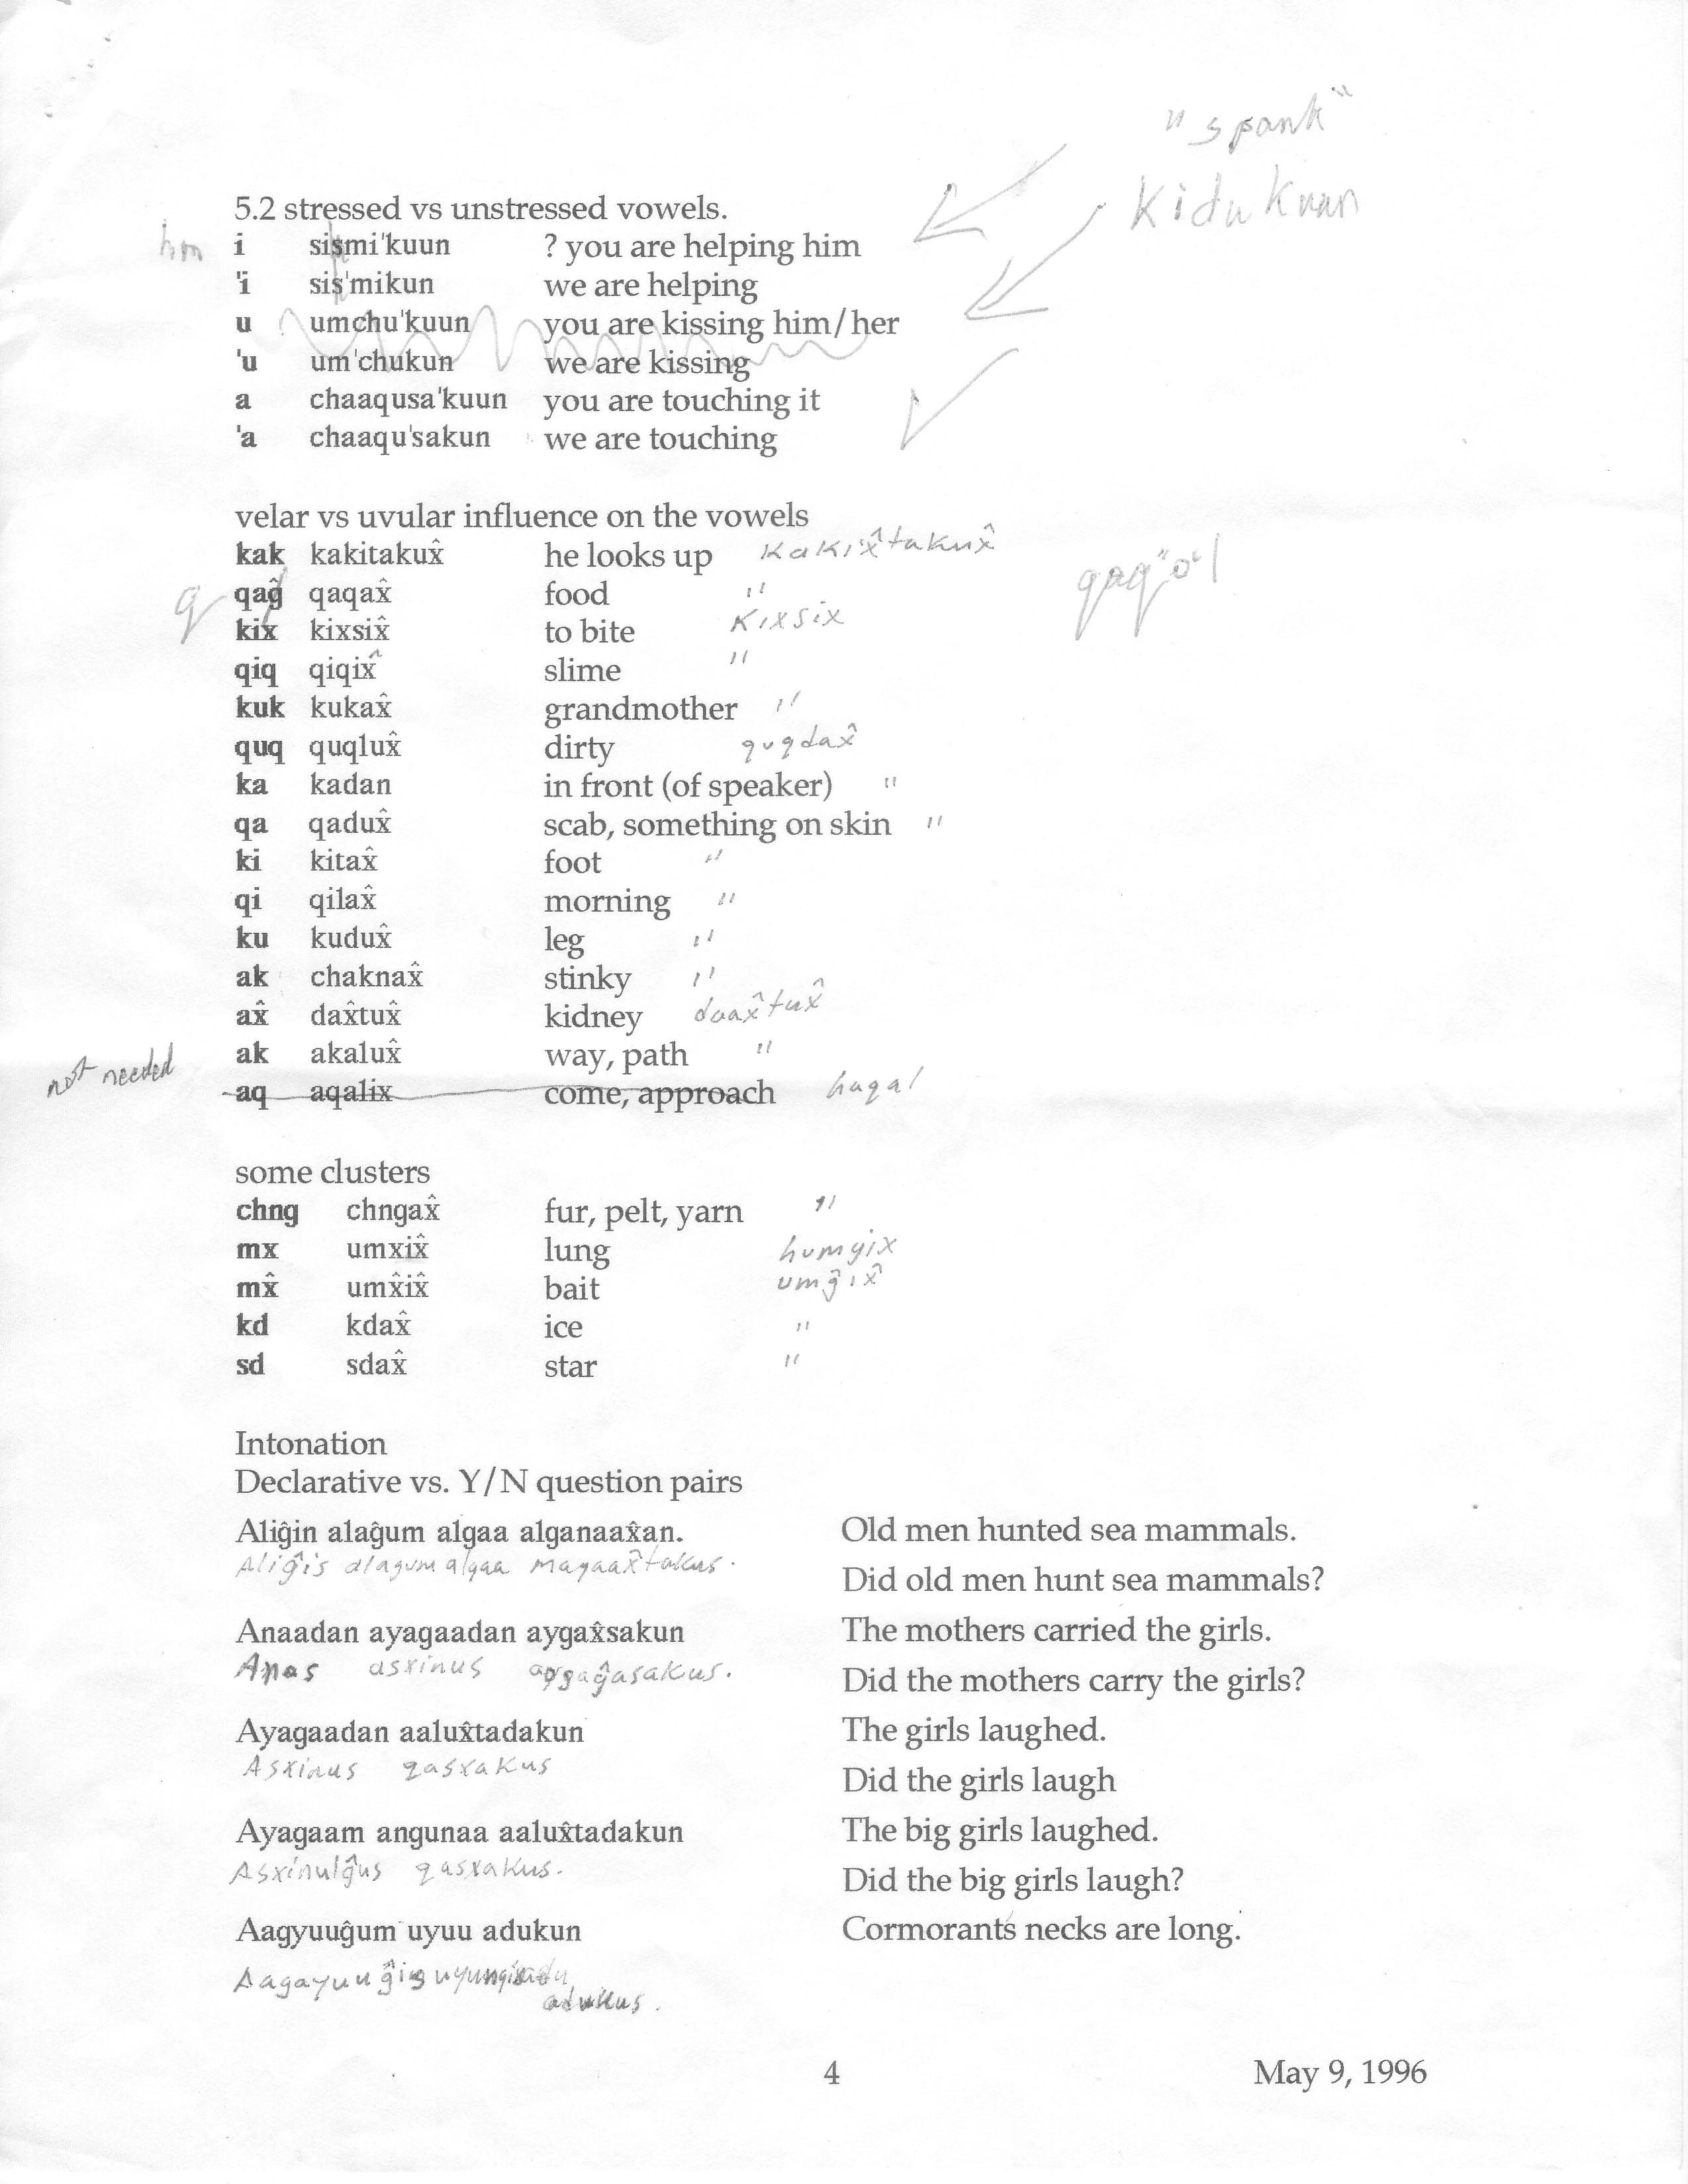 "spank"
Kidukuun
5.2 stressed vs unstressed vowels.
hm i sismi'kuun ? you are helping him
'i sis'mikun we are helping
u umchu'kuun you are kissing him/her
'u um'chukun we are kissing
a chaaqusa'kuun you are touching it
'a chaaqu'sakun we are touching
velar vs uvular influence on the vowels
kak kakitakux̂ he looks up kakix̂takux̂
q qaĝ qaqax̂ food " qaq"a"l
kix kixsix̂ to bite Kixsix
qiq qiqix̂ slime "
kuk kukax̂ grandmother "
quq quqlux̂ dirty quqdax̂
ka kadan in front (of speaker) "
qa qadux̂ scab, something on skin "
ki kitax̂ foot "
qi qilax̂ morning "
ku kudux̂ leg "
ak chaknax̂ stinky "
ax̂ dax̂tux̂ kidney daax̂tux̂
ak akalux̂ way, path "
not needed aq aqalix come, approach haqal
some clusters
chng chngax̂ fur, pelt, yarn "
mx umxix̂ lung humgix
mx̂ umx̂ix̂ bait umĝix̂
kd kdax̂ ice "
sd sdax̂ star "
Intonation
Declarative vs. Y/N question pairs
Aliĝin alaĝum algaa alganaax̂an. Old men hunted sea mammals.
Aliĝis alagum algaa magaax̂takus.
Did old men hunt sea mammals?
Anaadan ayagaadan aygax̂sakun The mothers carried the girls.
Anas asxinus aygaĝasakus.
Did the mothers carry the girls?
Ayagaadan aalux̂tadakun The girls laughed.
Asxinus qasxakus
Did the girls laugh
Ayagaam angunaa aalux̂tadakun The big girls laughed.
Asxinulĝus qasxakus.
Did the big girls laugh?
Aagyuuĝum uyuu adukun Cormorants necks are long.
Aagayuuĝis uyungis
adukus.
4 May 9, 1996